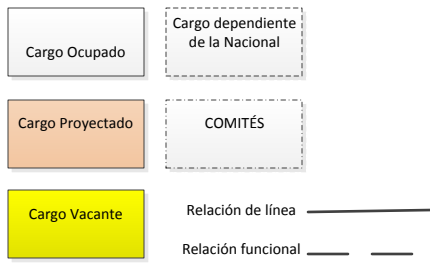 Cargo Ocupado
Cargo dependiente
de la Nacional
Cargo Proyectado
COMITÉS
Cargo Vacante
Relación de línea
Relación funcional